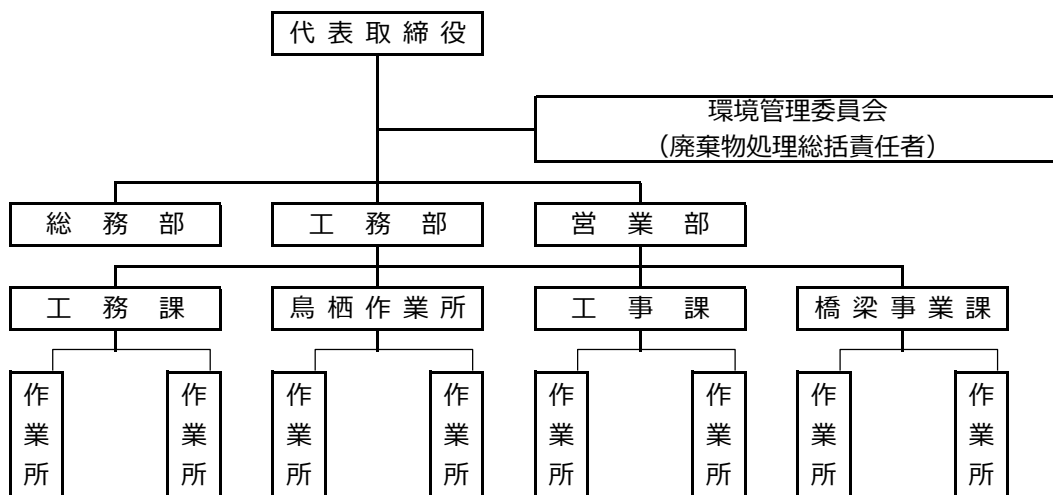 代表取締役
環境管理委員会
（廃棄物処理総括責任者）
総務部
工務部
営業部
工務課
鳥栖作業所
工事課
橋梁事業課
作業所
作業所
作業所
作業所
作業所
作業所
作業所
作業所